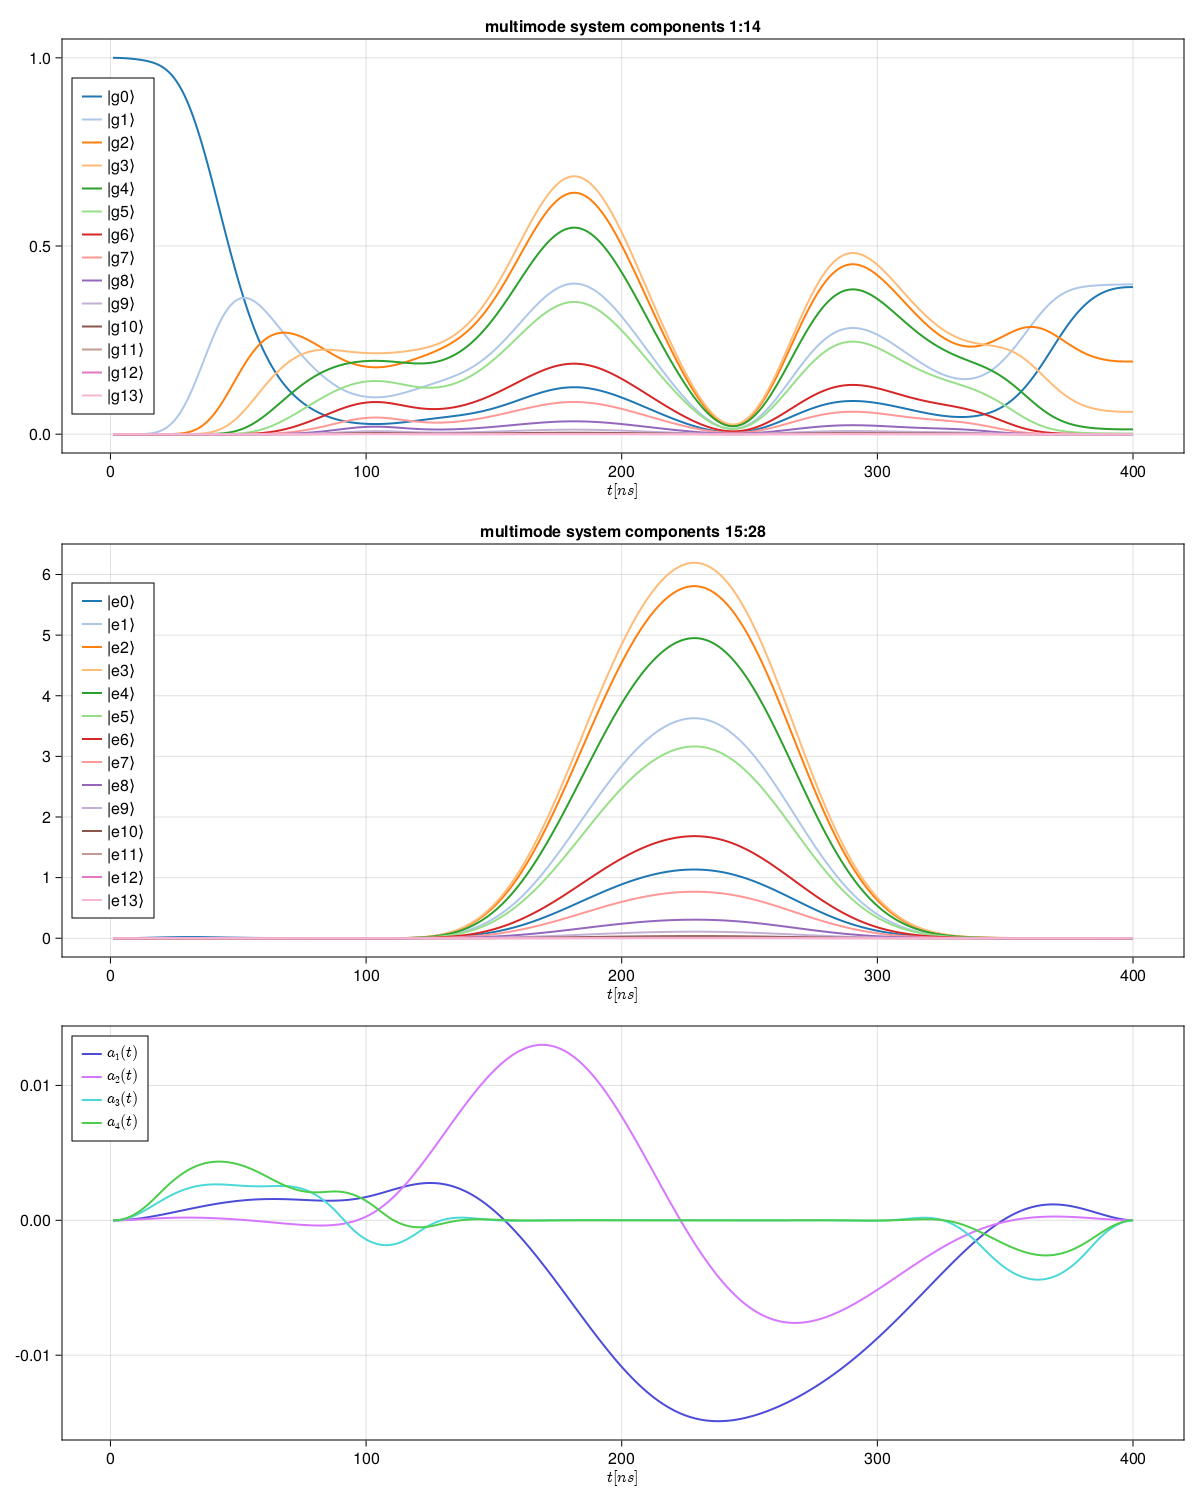 multimode system components 1:14
1.0
0.5
0.0
|g0⟩
|g1⟩
|g2⟩
|g3⟩
|g4⟩
|g5⟩
|g6⟩
|g7⟩
|g8⟩
|g9⟩
|g10⟩
|g11⟩
|g12⟩
|g13⟩
0 100 200 300 400
t[ns]
multimode system components 15:28
6
5
4
3
2
1
0
|e0⟩
|e1⟩
|e2⟩
|e3⟩
|e4⟩
|e5⟩
|e6⟩
|e7⟩
|e8⟩
|e9⟩
|e10⟩
|e11⟩
|e12⟩
|e13⟩
0 100 200 300 400
t[ns]
0.01
0.00
-0.01
a₁(t)
a₂(t)
a₃(t)
a₄(t)
0 100 200 300 400
t[ns]